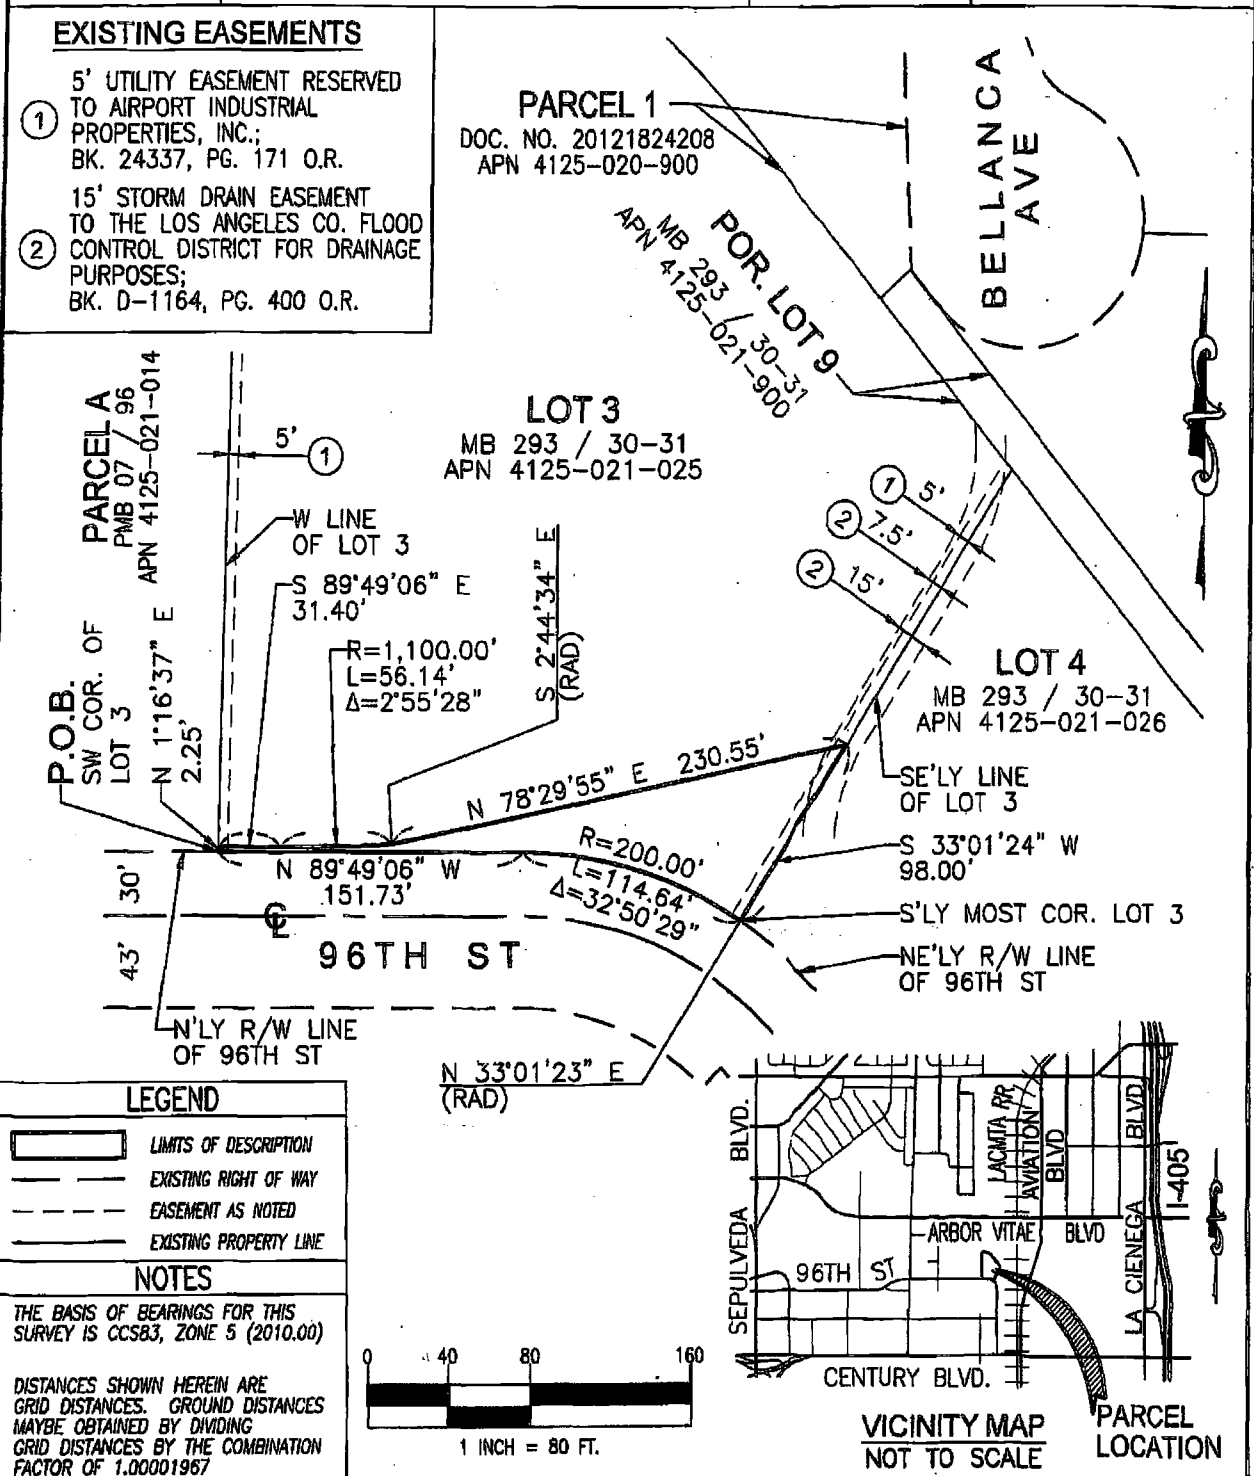 EXISTING EASEMENTS
1
5' UTILITY EASEMENT RESERVED
TO AIRPORT INDUSTRIAL
PROPERTIES, INC.;
BK. 24337, PG. 171 O.R.
2
15' STORM DRAIN EASEMENT
TO THE LOS ANGELES CO. FLOOD
CONTROL DISTRICT FOR DRAINAGE
PURPOSES;
BK. D-1164, PG. 400 O.R.
PARCEL 1
DOC. NO. 20121824208
APN 4125-020-900
BELLANCA
AVE
POR. LOT 9
MB 293 / 30-31
APN 4125-021-900
PARCEL A
PMB 07 / 96
APN 4125-021-014
5'
1
LOT 3
MB 293 / 30-31
APN 4125-021-025
W LINE
OF LOT 3
S 89°49'06" E
31.40'
R=1,100.00'
L=56.14'
Δ=2°55'28"
S 2°44'34" E
(RAD)
1
5'
2
7.5'
2
15'
LOT 4
MB 293 / 30-31
APN 4125-021-026
P.O.B.
SW COR. OF
LOT 3
N 1°16'37" E
2.25'
N 78°29'55" E 230.55'
SE'LY LINE
OF LOT 3
S 33°01'24" W
98.00'
S'LY MOST COR. LOT 3
NE'LY R/W LINE
OF 96TH ST
R=200.00'
L=114.64'
Δ=32°50'29"
N 89°49'06" W
151.73'
30'
43'
CL
96TH ST
N'LY R/W LINE
OF 96TH ST
N 33°01'23" E
(RAD)
LEGEND
LIMITS OF DESCRIPTION
EXISTING RIGHT OF WAY
EASEMENT AS NOTED
EXISTING PROPERTY LINE
NOTES
THE BASIS OF BEARINGS FOR THIS
SURVEY IS CCS83, ZONE 5 (2010.00)
DISTANCES SHOWN HEREIN ARE
GRID DISTANCES. GROUND DISTANCES
MAYBE OBTAINED BY DIVIDING
GRID DISTANCES BY THE COMBINATION
FACTOR OF 1.00001967
0 40 80 160
1 INCH = 80 FT.
SEPULVEDA BLVD.
LACMTA RR
AVIATION
BLVD
LA CIENEGA BLVD
I-405
ARBOR VITAE BLVD
96TH ST
CENTURY BLVD.
VICINITY MAP
NOT TO SCALE
PARCEL
LOCATION